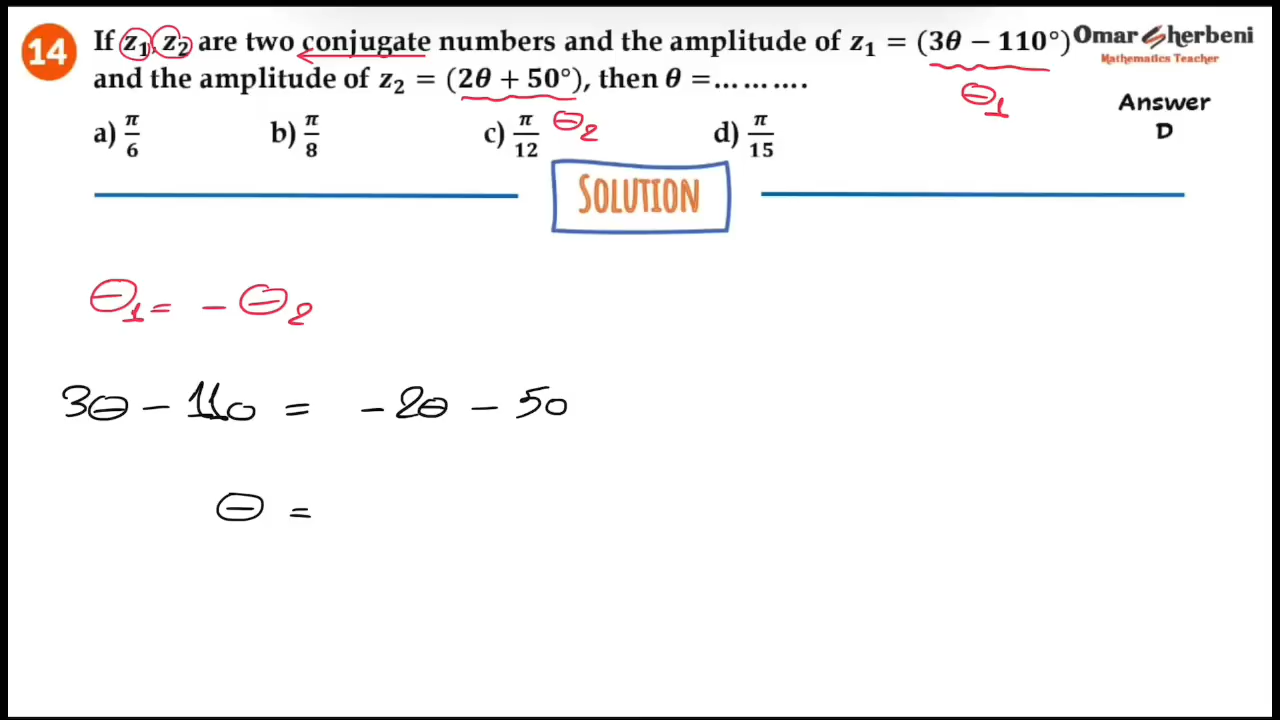 14 If z₁, z₂ are two conjugate numbers and the amplitude of z₁ = (3θ − 110°)
and the amplitude of z₂ = (2θ + 50°), then θ =..........
Omar Sherbeni
Mathematics Teacher
θ₁
θ₂
Answer
D
a) π/6 b) π/8 c) π/12 d) π/15
SOLUTION
θ₁ = − θ₂
3θ − 110 = − 2θ − 50
θ =